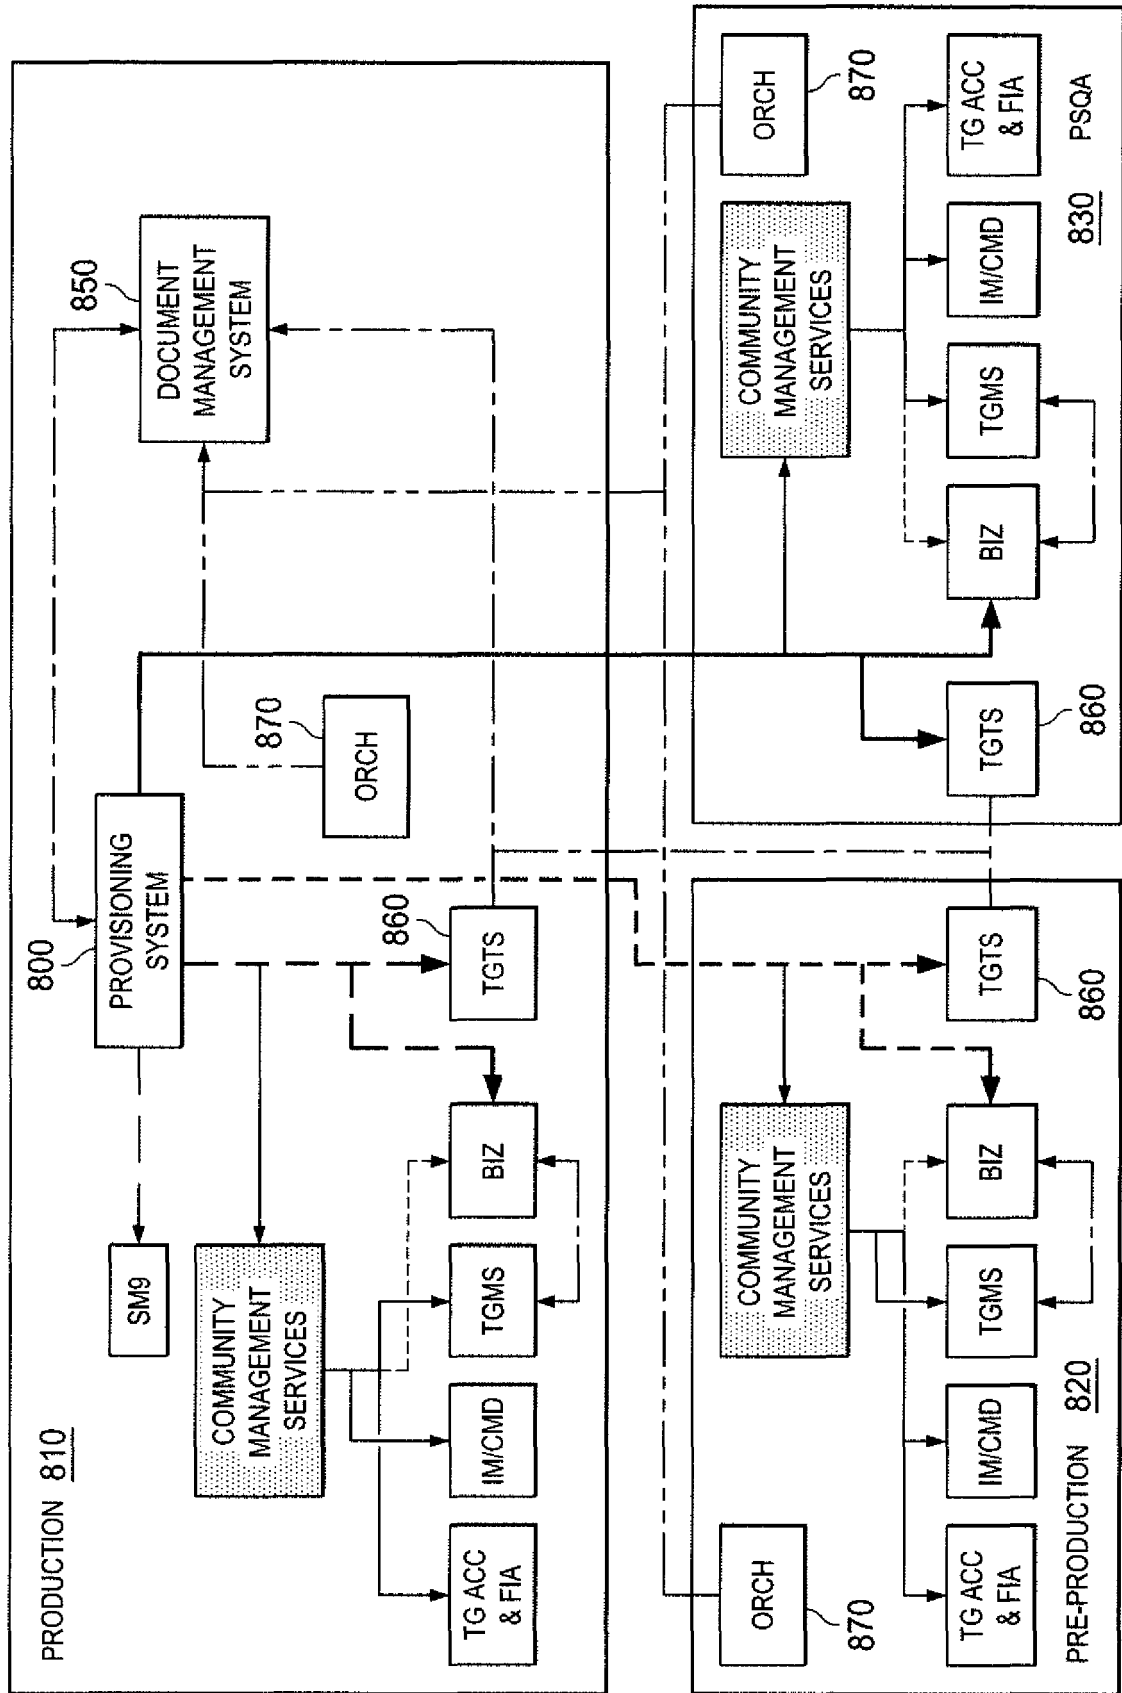 PRODUCTION 810
800
PROVISIONING
SYSTEM
850
DOCUMENT
MANAGEMENT
SYSTEM
SM9
870
ORCH
COMMUNITY
MANAGEMENT
SERVICES
860
TG ACC
& FIA
IM/CMD
TGMS
BIZ
TGTS
ORCH
870
COMMUNITY
MANAGEMENT
SERVICES
TG ACC
& FIA
IM/CMD
TGMS
BIZ
TGTS
860
PRE-PRODUCTION 820
COMMUNITY
MANAGEMENT
SERVICES
ORCH
870
TGTS
860
BIZ
TGMS
IM/CMD
TG ACC
& FIA
830
PSQA